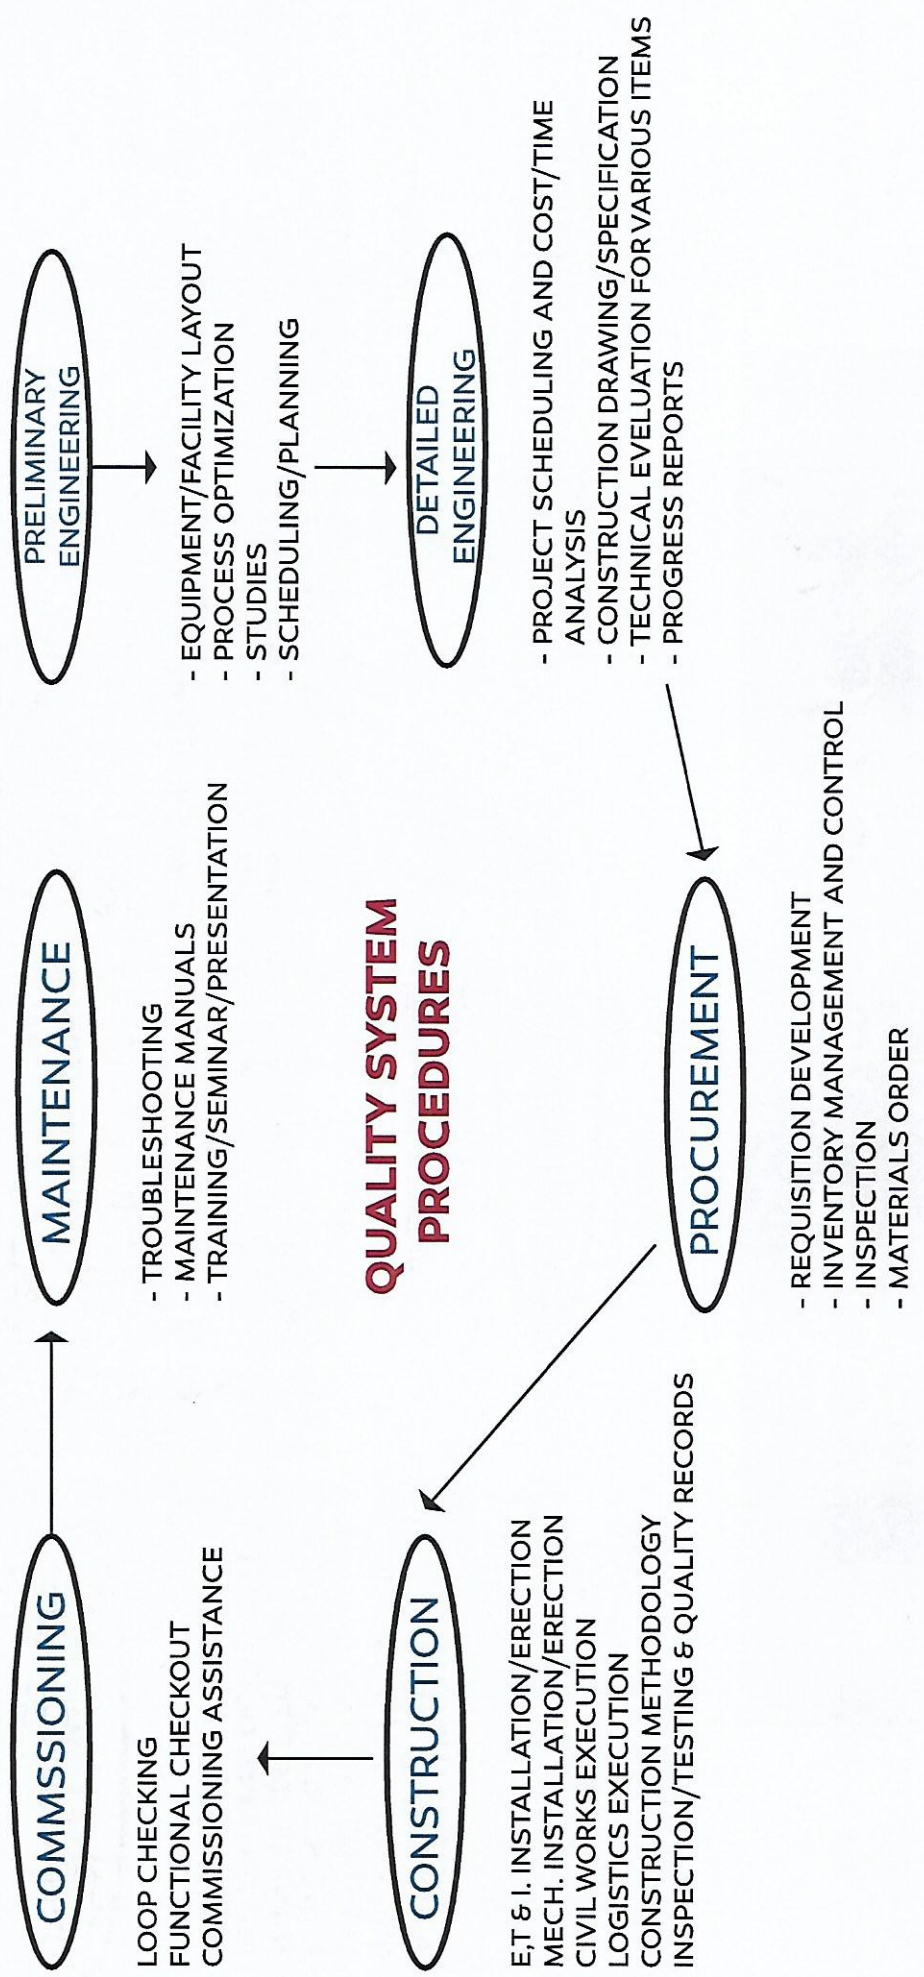 COMMSSIONING
LOOP CHECKING
FUNCTIONAL CHECKOUT
COMMISSIONING ASSISTANCE
MAINTENANCE
- TROUBLESHOOTING
- MAINTENANCE MANUALS
- TRAINING/SEMINAR/PRESENTATION
PRELIMINARY
ENGINEERING
- EQUIPMENT/FACILITY LAYOUT
- PROCESS OPTIMIZATION
- STUDIES
- SCHEDULING/PLANNING
QUALITY SYSTEM
PROCEDURES
CONSTRUCTION
E,T & I. INSTALLATION/ERECTION
MECH. INSTALLATION/ERECTION
CIVIL WORKS EXECUTION
LOGISTICS EXECUTION
CONSTRUCTION METHODOLOGY
INSPECTION/TESTING & QUALITY RECORDS
DETAILED
ENGINEERING
- PROJECT SCHEDULING AND COST/TIME
ANALYSIS
- CONSTRUCTION DRAWING/SPECIFICATION
- TECHNICAL EVELUATION FOR VARIOUS ITEMS
- PROGRESS REPORTS
PROCUREMENT
- REQUISITION DEVELOPMENT
- INVENTORY MANAGEMENT AND CONTROL
- INSPECTION
- MATERIALS ORDER